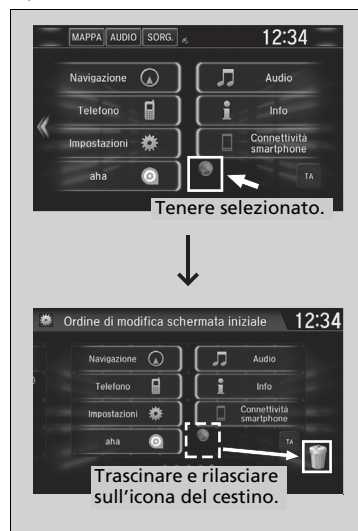 MAPPA AUDIO SORG. 12:34
Navigazione Audio
Telefono Info
Impostazioni Connettività smartphone
aha TA
Tenere selezionato.
Ordine di modifica schermata iniziale 12:34
Navigazione Audio
Telefono Info
Impostazioni Connettività smartphone
aha TA
Trascinare e rilasciare
sull'icona del cestino.